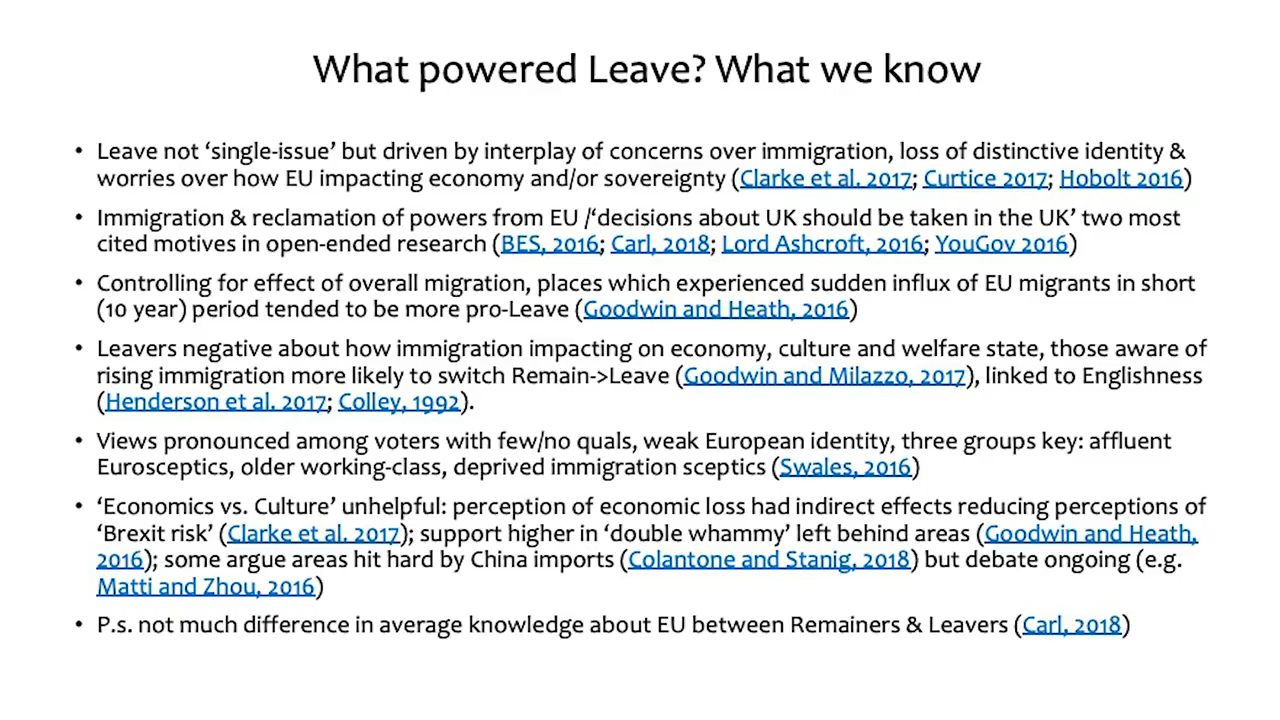 What powered Leave? What we know
• Leave not ‘single-issue’ but driven by interplay of concerns over immigration, loss of distinctive identity &
worries over how EU impacting economy and/or sovereignty (Clarke et al. 2017; Curtice 2017; Hobolt 2016)
• Immigration & reclamation of powers from EU /‘decisions about UK should be taken in the UK’ two most
cited motives in open-ended research (BES, 2016; Carl, 2018; Lord Ashcroft, 2016; YouGov 2016)
• Controlling for effect of overall migration, places which experienced sudden influx of EU migrants in short
(10 year) period tended to be more pro-Leave (Goodwin and Heath, 2016)
• Leavers negative about how immigration impacting on economy, culture and welfare state, those aware of
rising immigration more likely to switch Remain->Leave (Goodwin and Milazzo, 2017), linked to Englishness
(Henderson et al. 2017; Colley, 1992).
• Views pronounced among voters with few/no quals, weak European identity, three groups key: affluent
Eurosceptics, older working-class, deprived immigration sceptics (Swales, 2016)
• ‘Economics vs. Culture’ unhelpful: perception of economic loss had indirect effects reducing perceptions of
‘Brexit risk’ (Clarke et al. 2017); support higher in ‘double whammy’ left behind areas (Goodwin and Heath,
2016); some argue areas hit hard by China imports (Colantone and Stanig, 2018) but debate ongoing (e.g.
Matti and Zhou, 2016)
• P.s. not much difference in average knowledge about EU between Remainers & Leavers (Carl, 2018)